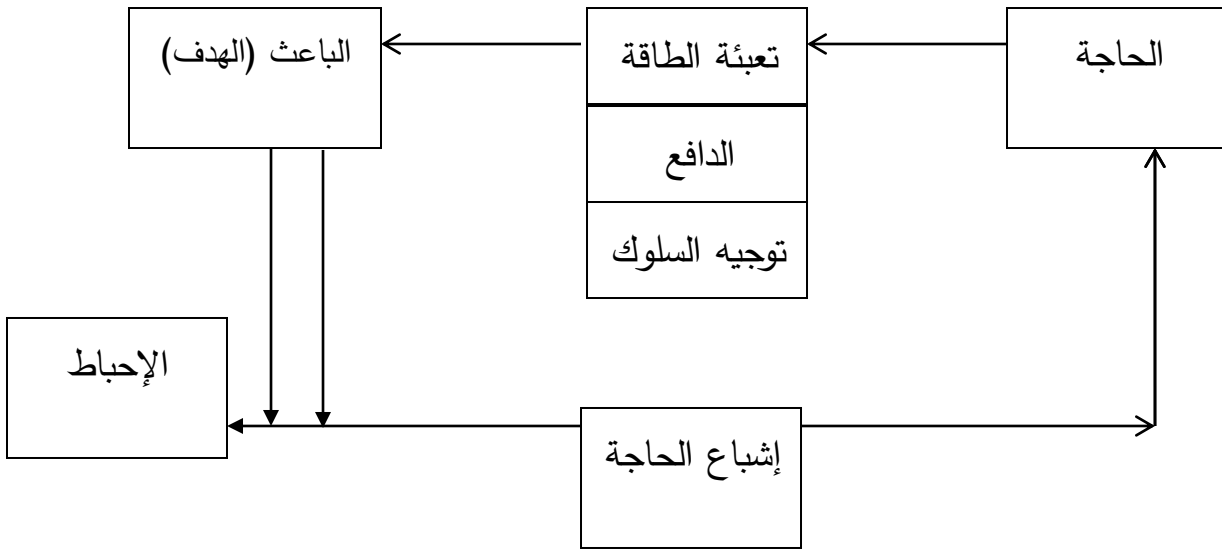 الحاجة
تعبئة الطاقة
الدافع
توجيه السلوك
الباعث (الهدف)
الإحباط
إشباع الحاجة